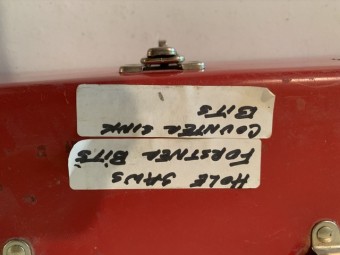 HOLE SAWS
FORSTNER BITS
COUNTER SINK
BITS